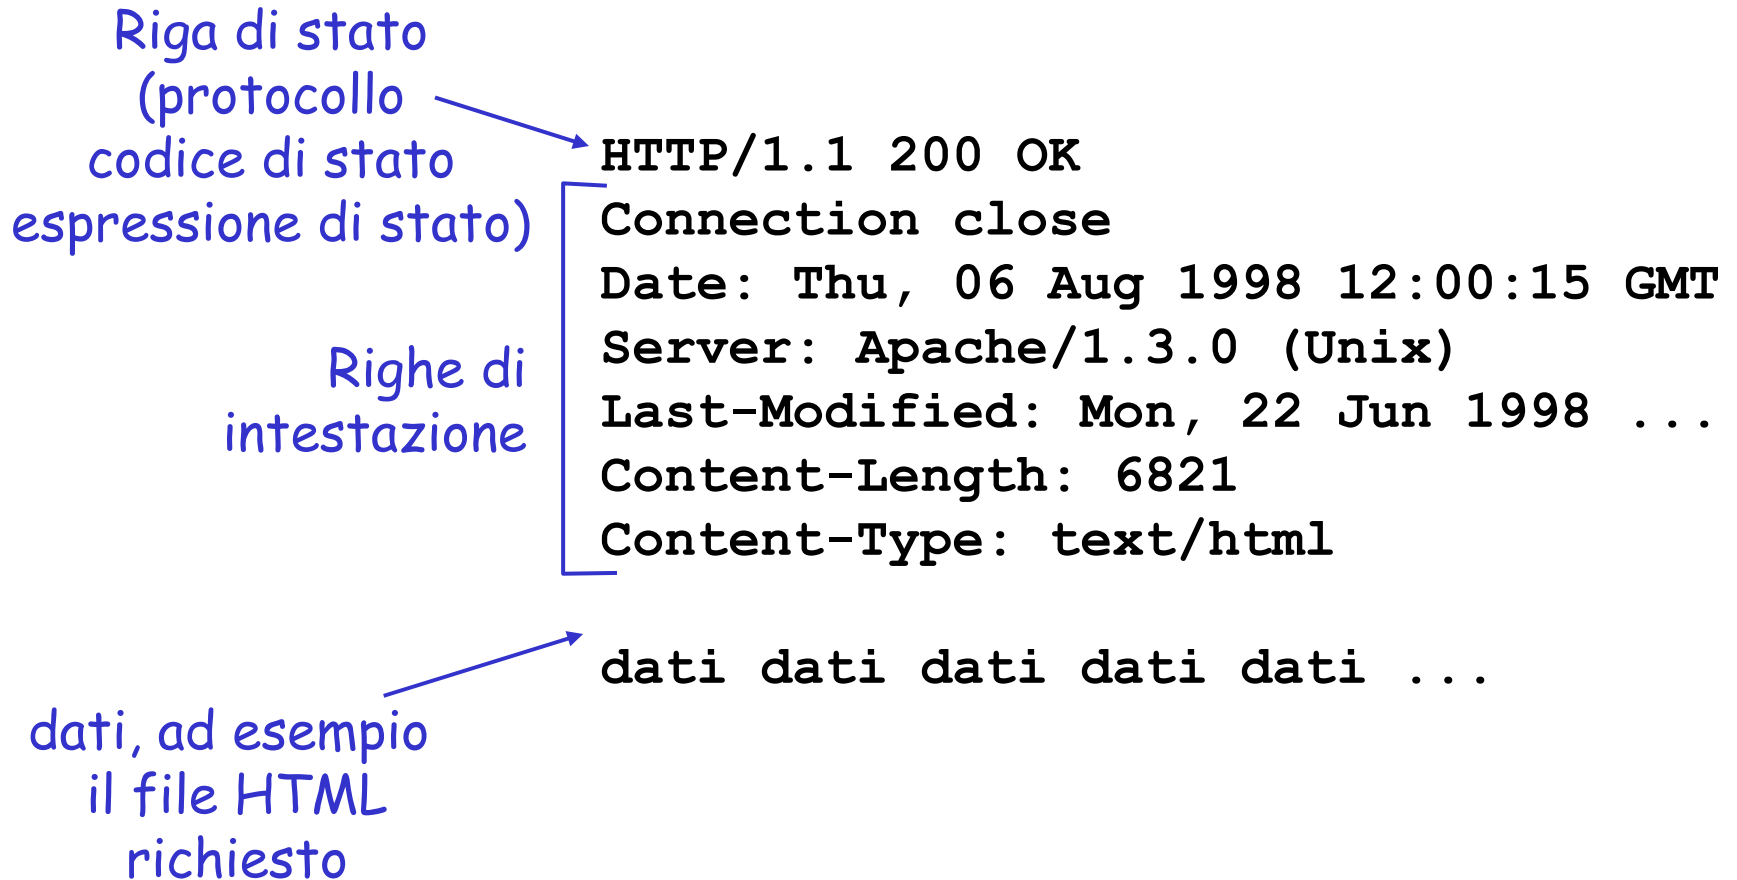 Riga di stato
(protocollo
codice di stato
espressione di stato)
HTTP/1.1 200 OK
Connection close
Date: Thu, 06 Aug 1998 12:00:15 GMT
Server: Apache/1.3.0 (Unix)
Last-Modified: Mon, 22 Jun 1998 ...
Content-Length: 6821
Content-Type: text/html
Righe di
intestazione
dati dati dati dati dati ...
dati, ad esempio
il file HTML
richiesto